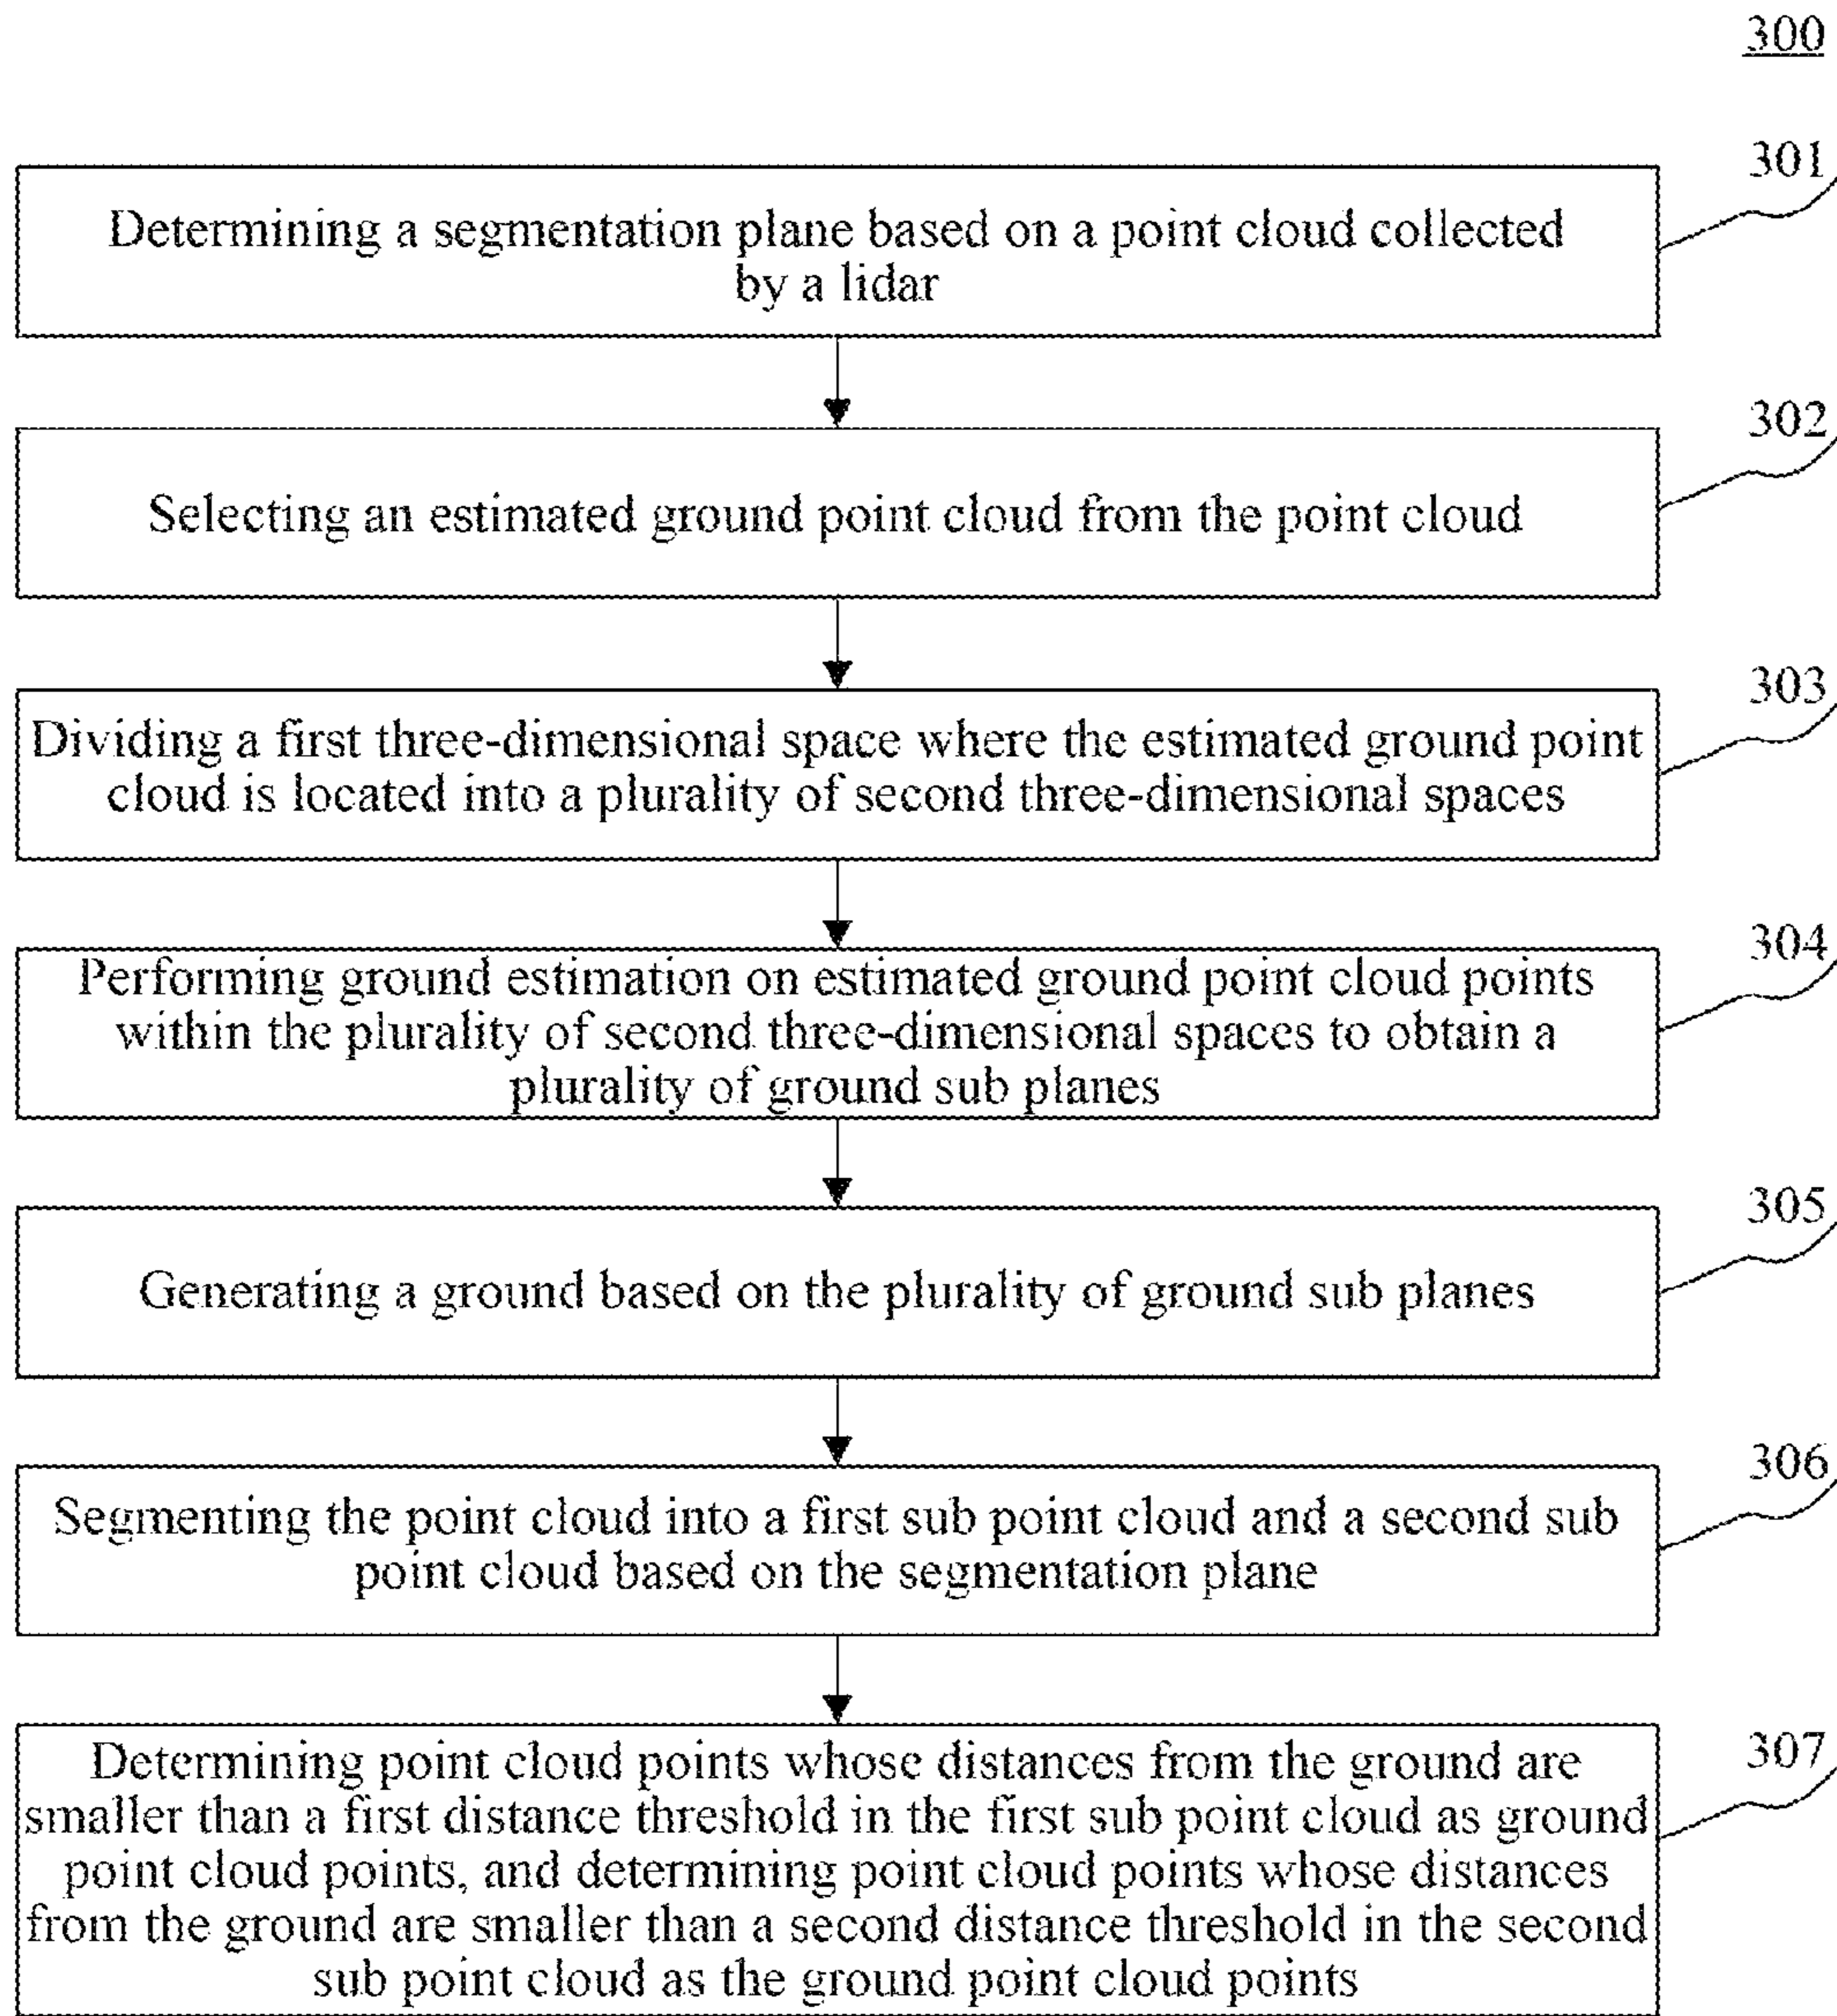 300
301
Determining a segmentation plane based on a point cloud collected
by a lidar
302
Selecting an estimated ground point cloud from the point cloud
303
Dividing a first three-dimensional space where the estimated ground point
cloud is located into a plurality of second three-dimensional spaces
304
Performing ground estimation on estimated ground point cloud points
within the plurality of second three-dimensional spaces to obtain a
plurality of ground sub planes
305
Generating a ground based on the plurality of ground sub planes
306
Segmenting the point cloud into a first sub point cloud and a second sub
point cloud based on the segmentation plane
307
Determining point cloud points whose distances from the ground are
smaller than a first distance threshold in the first sub point cloud as ground
point cloud points, and determining point cloud points whose distances
from the ground are smaller than a second distance threshold in the second
sub point cloud as the ground point cloud points